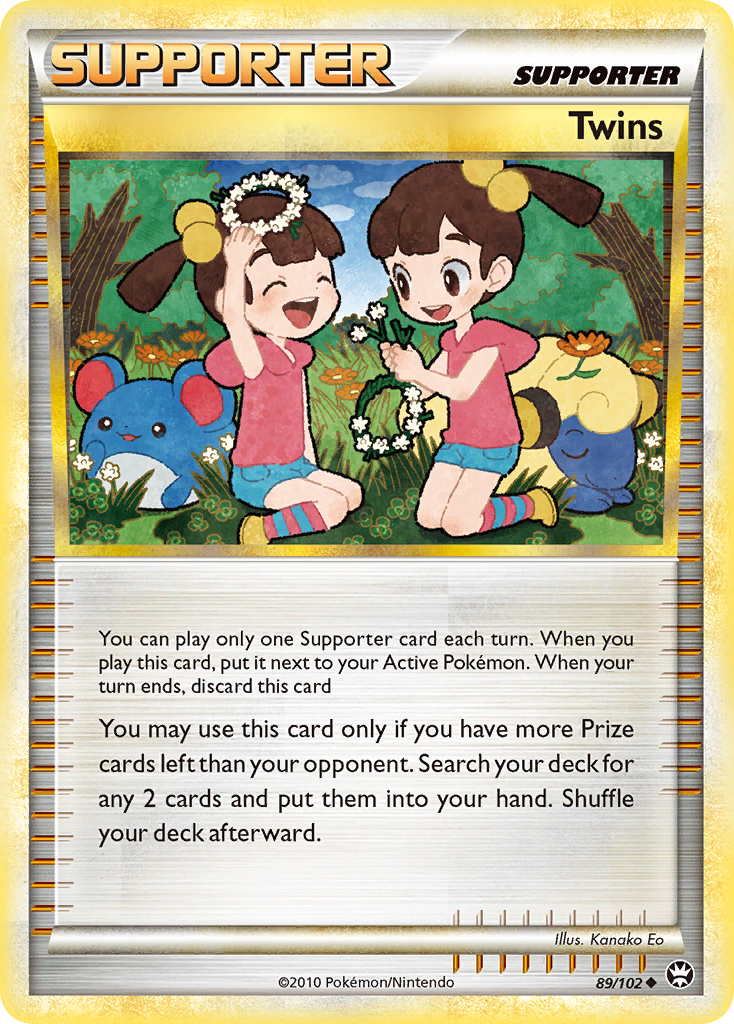 SUPPORTER
SUPPORTER
Twins
You can play only one Supporter card each turn. When you
play this card, put it next to your Active Pokémon. When your
turn ends, discard this card
You may use this card only if you have more Prize
cards left than your opponent. Search your deck for
any 2 cards and put them into your hand. Shuffle
your deck afterward.
Illus. Kanako Eo
©2010 Pokémon/Nintendo
89/102